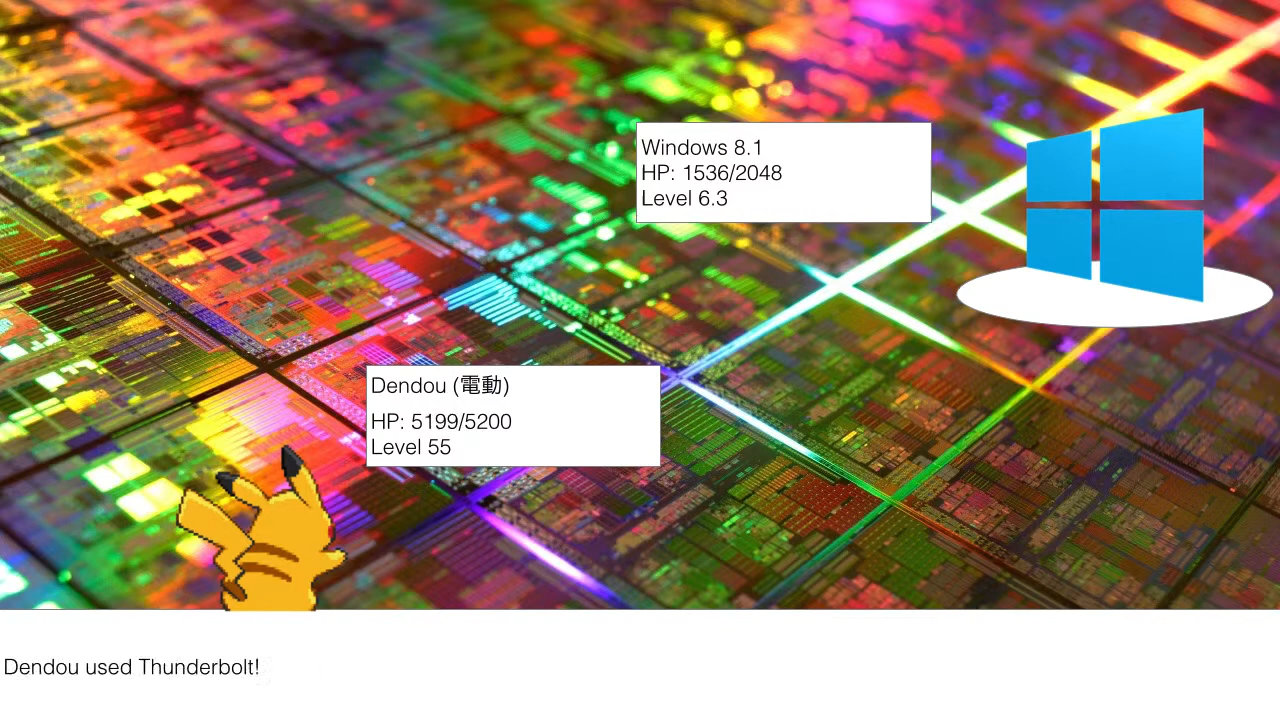 Windows 8.1
HP: 1536/2048
Level 6.3
Dendou (電動)
HP: 5199/5200
Level 55
Dendou used Thunderbolt!